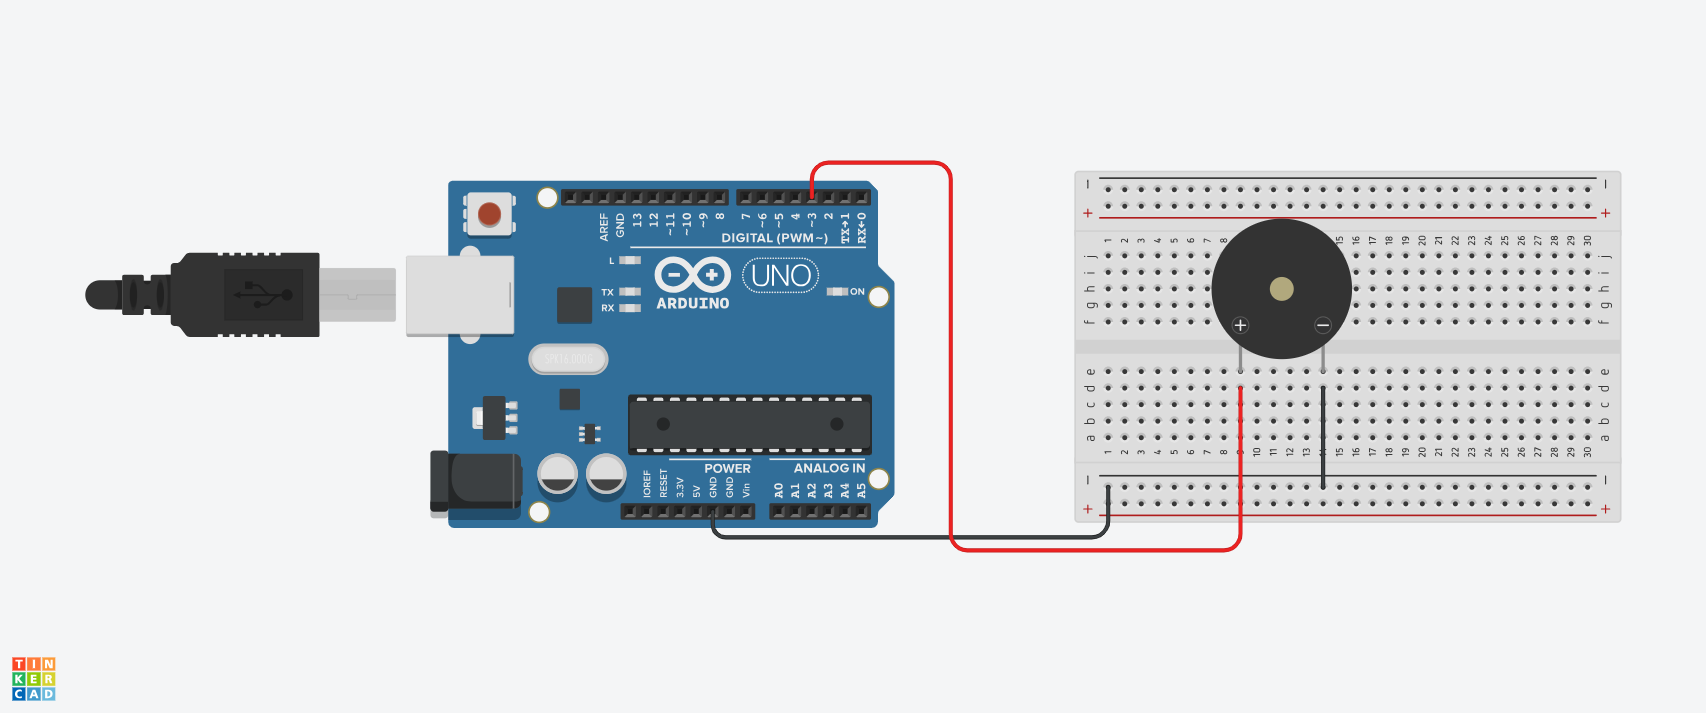 AREF
GND
13
12
~11
~10
~9
8
7
~6
~5
4
~3
2
TX→1
RX←0
DIGITAL (PWM~)
L
TX
RX
ARDUINO
UNO
ON
POWER
ANALOG IN
IOREF
RESET
3.3V
5V
GND
GND
Vin
A0
A1
A2
A3
A4
A5
− −
+ +
1 2 3 4 5 6 7 8 15 16 17 18 19 20 21 22 23 24 25 26 27 28 29 30
j j
i i
h h
g g
f f
+ −
e e
d d
c c
b b
a a
1 2 3 4 5 6 7 8 10 11 12 13 15 16 17 18 19 20 21 22 23 24 25 26 27 28 29 30
− −
+ +
TIN
KER
CAD